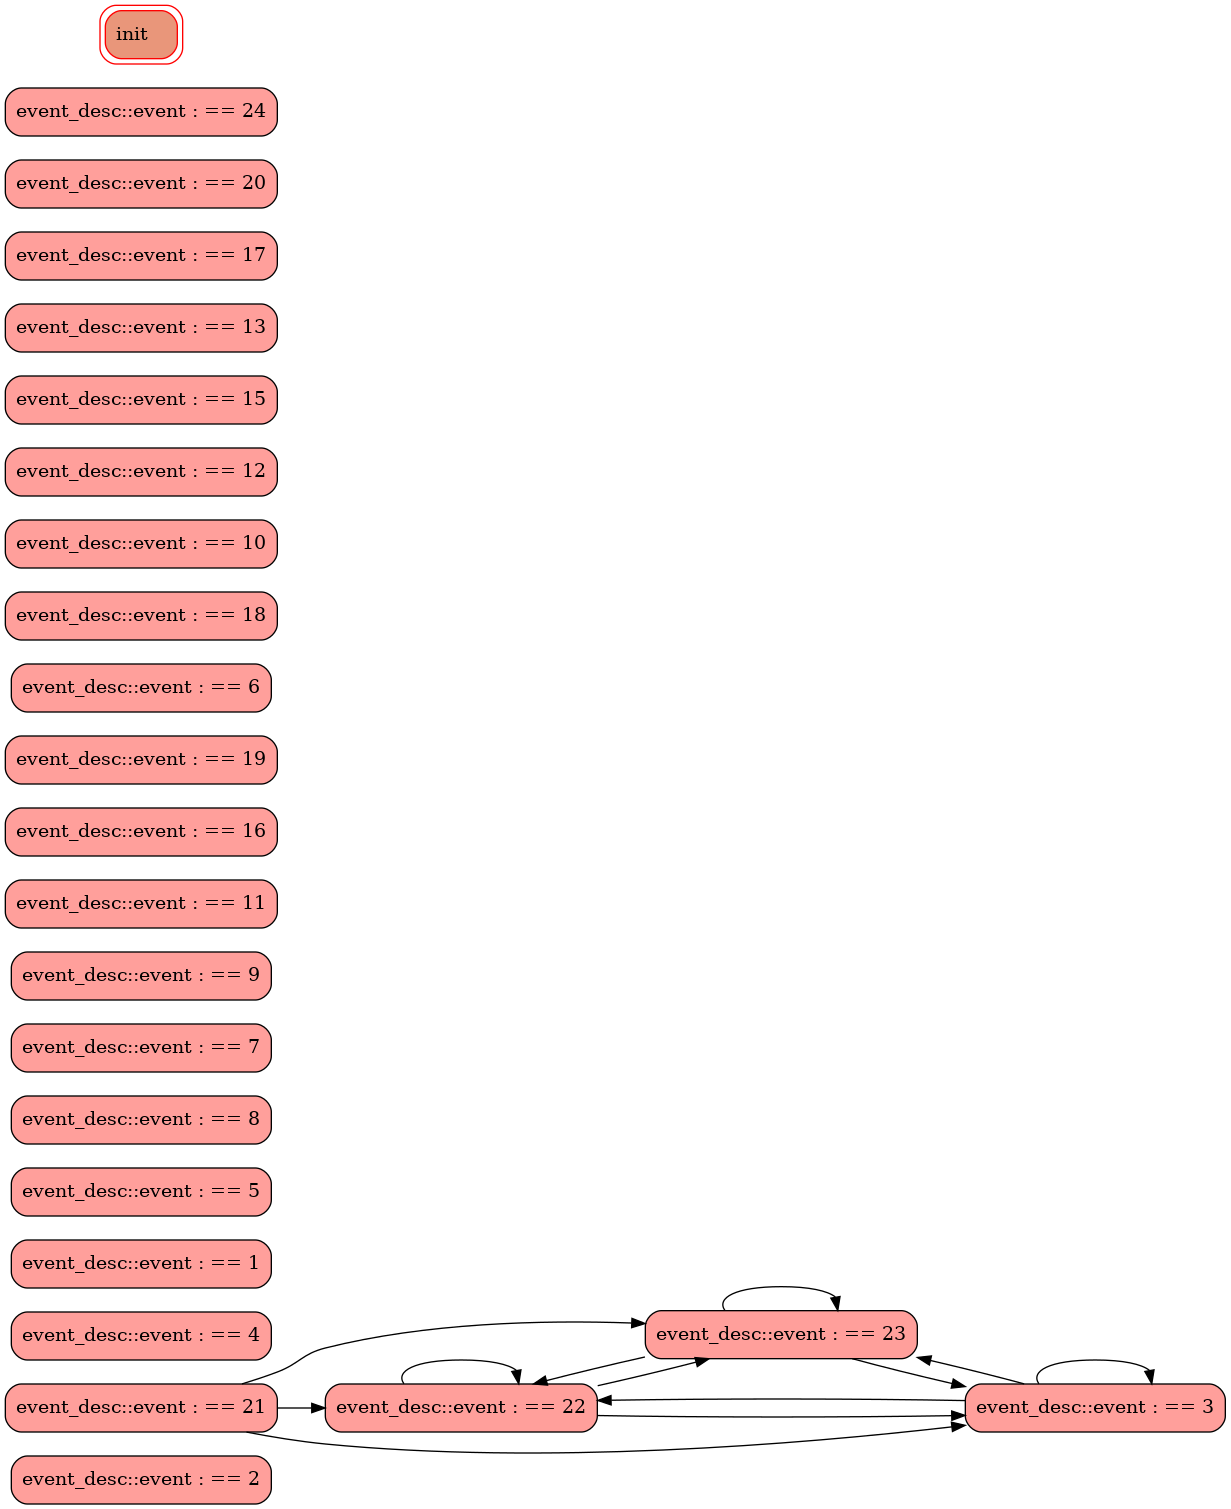 init
event_desc::event : == 24
event_desc::event : == 20
event_desc::event : == 17
event_desc::event : == 13
event_desc::event : == 15
event_desc::event : == 12
event_desc::event : == 10
event_desc::event : == 18
event_desc::event : == 6
event_desc::event : == 19
event_desc::event : == 16
event_desc::event : == 11
event_desc::event : == 9
event_desc::event : == 7
event_desc::event : == 8
event_desc::event : == 5
event_desc::event : == 1
event_desc::event : == 4
event_desc::event : == 23
event_desc::event : == 21
event_desc::event : == 22
event_desc::event : == 3
event_desc::event : == 2